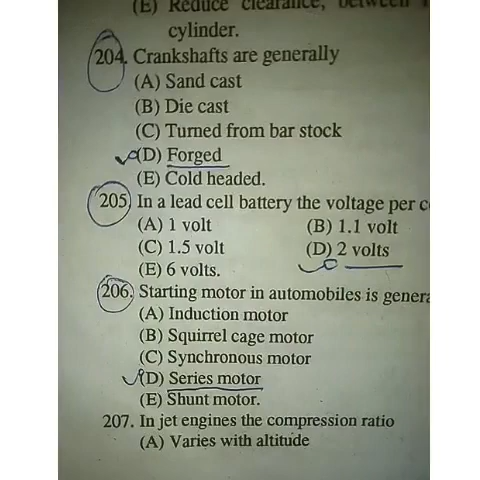 (E) Reduce clearance, between
cylinder.
204. Crankshafts are generally
(A) Sand cast
(B) Die cast
(C) Turned from bar stock
(D) Forged
(E) Cold headed.
205. In a lead cell battery the voltage per
(A) 1 volt (B) 1.1 volt
(C) 1.5 volt (D) 2 volts
(E) 6 volts.
206. Starting motor in automobiles is genera
(A) Induction motor
(B) Squirrel cage motor
(C) Synchronous motor
(D) Series motor
(E) Shunt motor.
207. In jet engines the compression ratio
(A) Varies with altitude